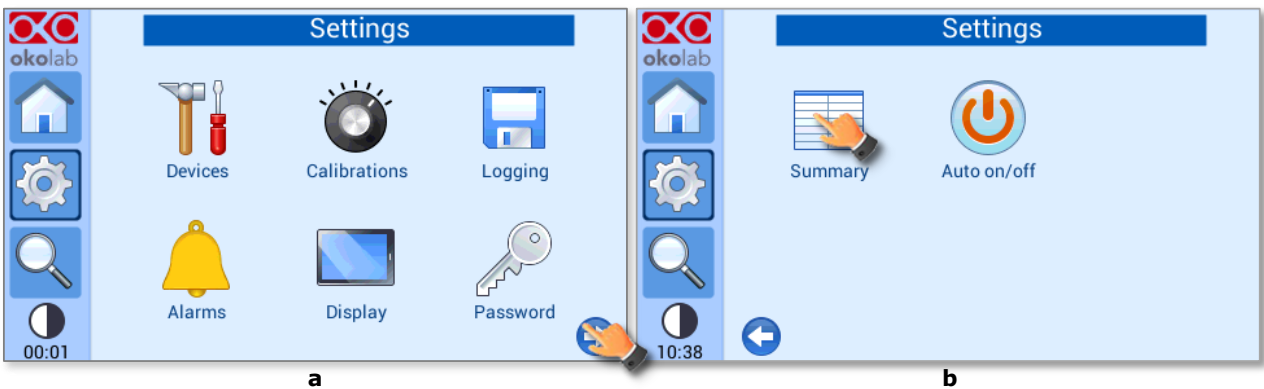 Settings
okolab
Devices Calibrations Logging
Alarms Display Password
00:01
a
Settings
okolab
Summary Auto on/off
10:38
b